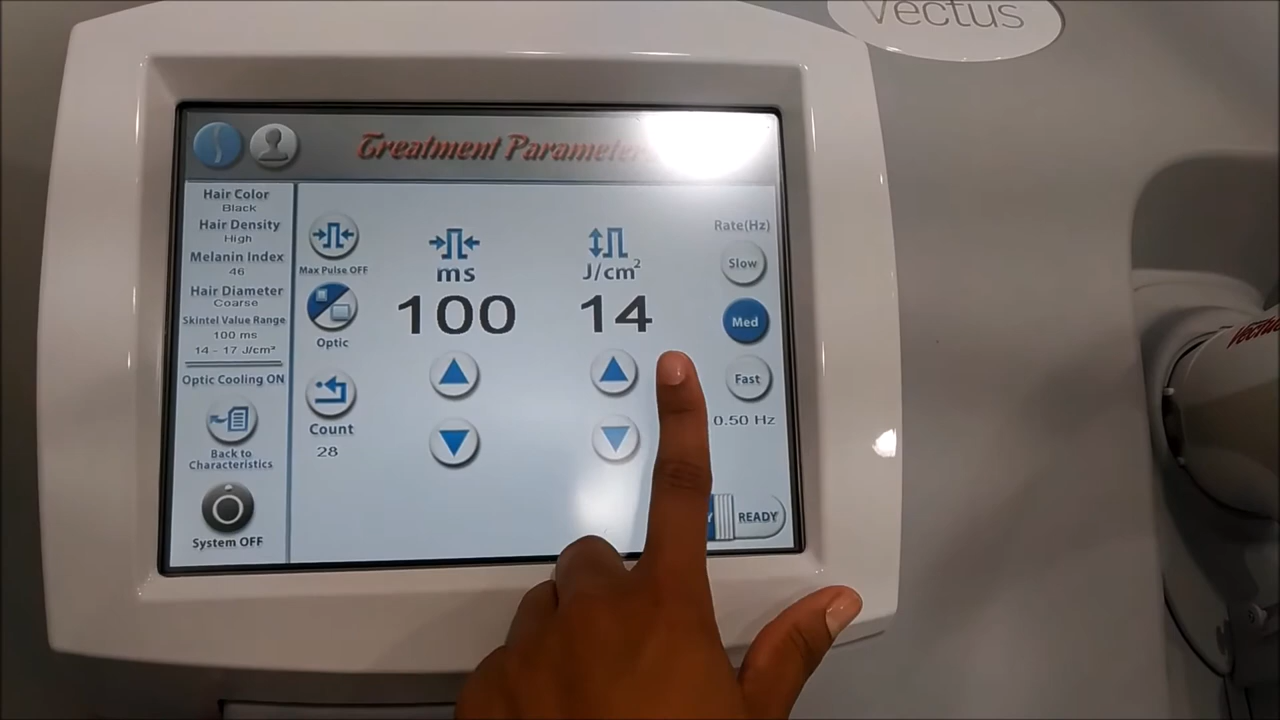 Vectus
Treatment Parameters
Hair Color
Black
Hair Density
High
Melanin Index
46
Hair Diameter
Coarse
Skintel Value Range
100 ms
14 - 17 J/cm²
Optic Cooling ON
Back to
Characteristics
System OFF
Max Pulse OFF
Optic
Count
28
ms
100
J/cm²
14
Rate(Hz)
Slow
Med
Fast
0.50 Hz
READY
Vectus